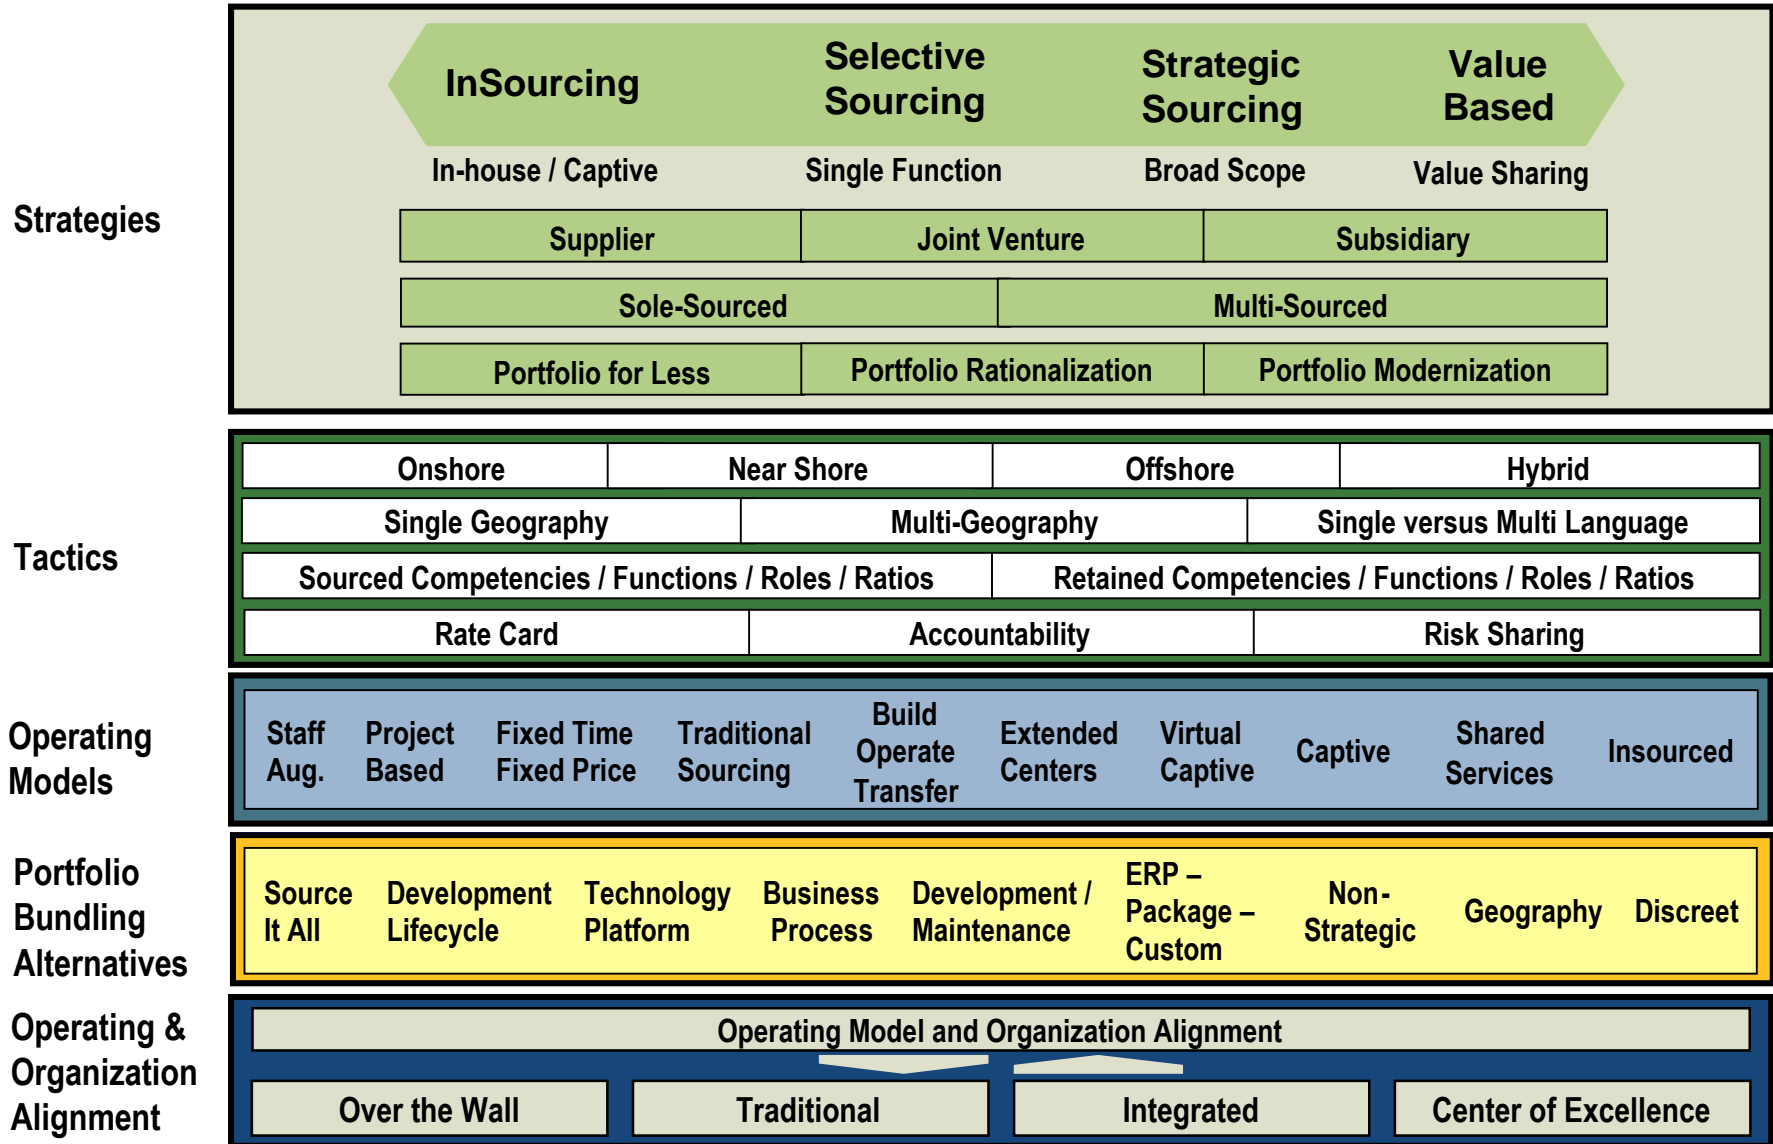 Strategies
InSourcing
Selective
Sourcing
Strategic
Sourcing
Value
Based
In-house / Captive
Single Function
Broad Scope
Value Sharing
Supplier
Joint Venture
Subsidiary
Sole-Sourced
Multi-Sourced
Portfolio for Less
Portfolio Rationalization
Portfolio Modernization
Tactics
Onshore
Near Shore
Offshore
Hybrid
Single Geography
Multi-Geography
Single versus Multi Language
Sourced Competencies / Functions / Roles / Ratios
Retained Competencies / Functions / Roles / Ratios
Rate Card
Accountability
Risk Sharing
Operating
Models
Staff
Aug.
Project
Based
Fixed Time
Fixed Price
Traditional
Sourcing
Build
Operate
Transfer
Extended
Centers
Virtual
Captive
Captive
Shared
Services
Insourced
Portfolio
Bundling
Alternatives
Source
It All
Development
Lifecycle
Technology
Platform
Business
Process
Development /
Maintenance
ERP –
Package –
Custom
Non-
Strategic
Geography
Discreet
Operating &
Organization
Alignment
Operating Model and Organization Alignment
Over the Wall
Traditional
Integrated
Center of Excellence